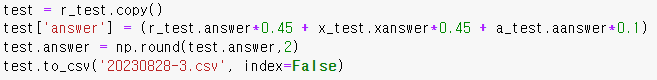 test = r_test.copy()
test['answer'] = (r_test.answer*0.45 + x_test.xanswer*0.45 + a_test.aanswer*0.1)
test.answer = np.round(test.answer,2)
test.to_csv('20230828-3.csv', index=False)